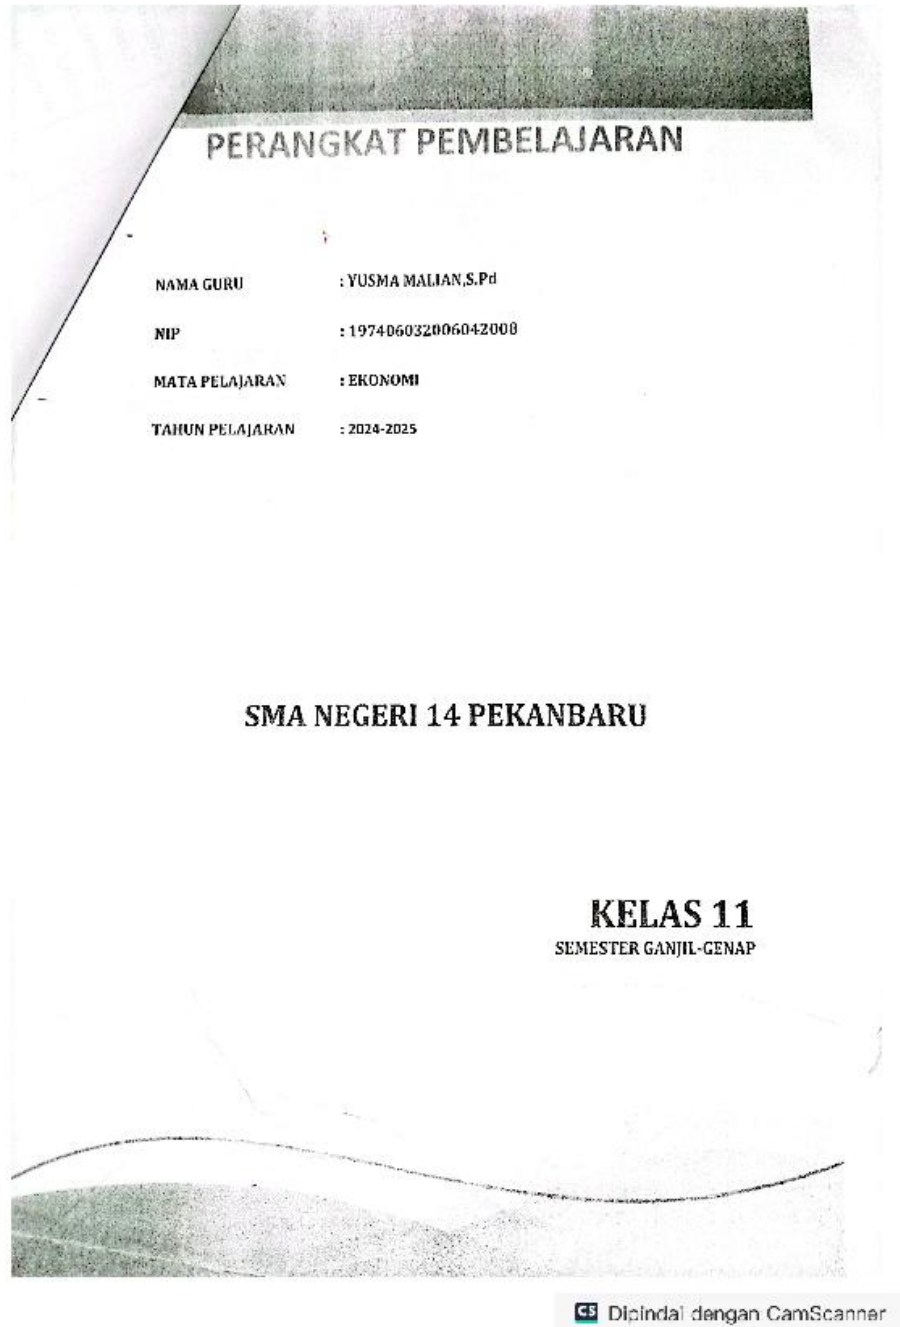 PERANGKAT PEMBELAJARAN
NAMA GURU : YUSMA MALIAN,S.Pd
NIP : 197406032006042008
MATA PELAJARAN : EKONOMI
TAHUN PELAJARAN : 2024-2025
SMA NEGERI 14 PEKANBARU
KELAS 11
SEMESTER GANJIL-GENAP
CS Dipindai dengan CamScanner